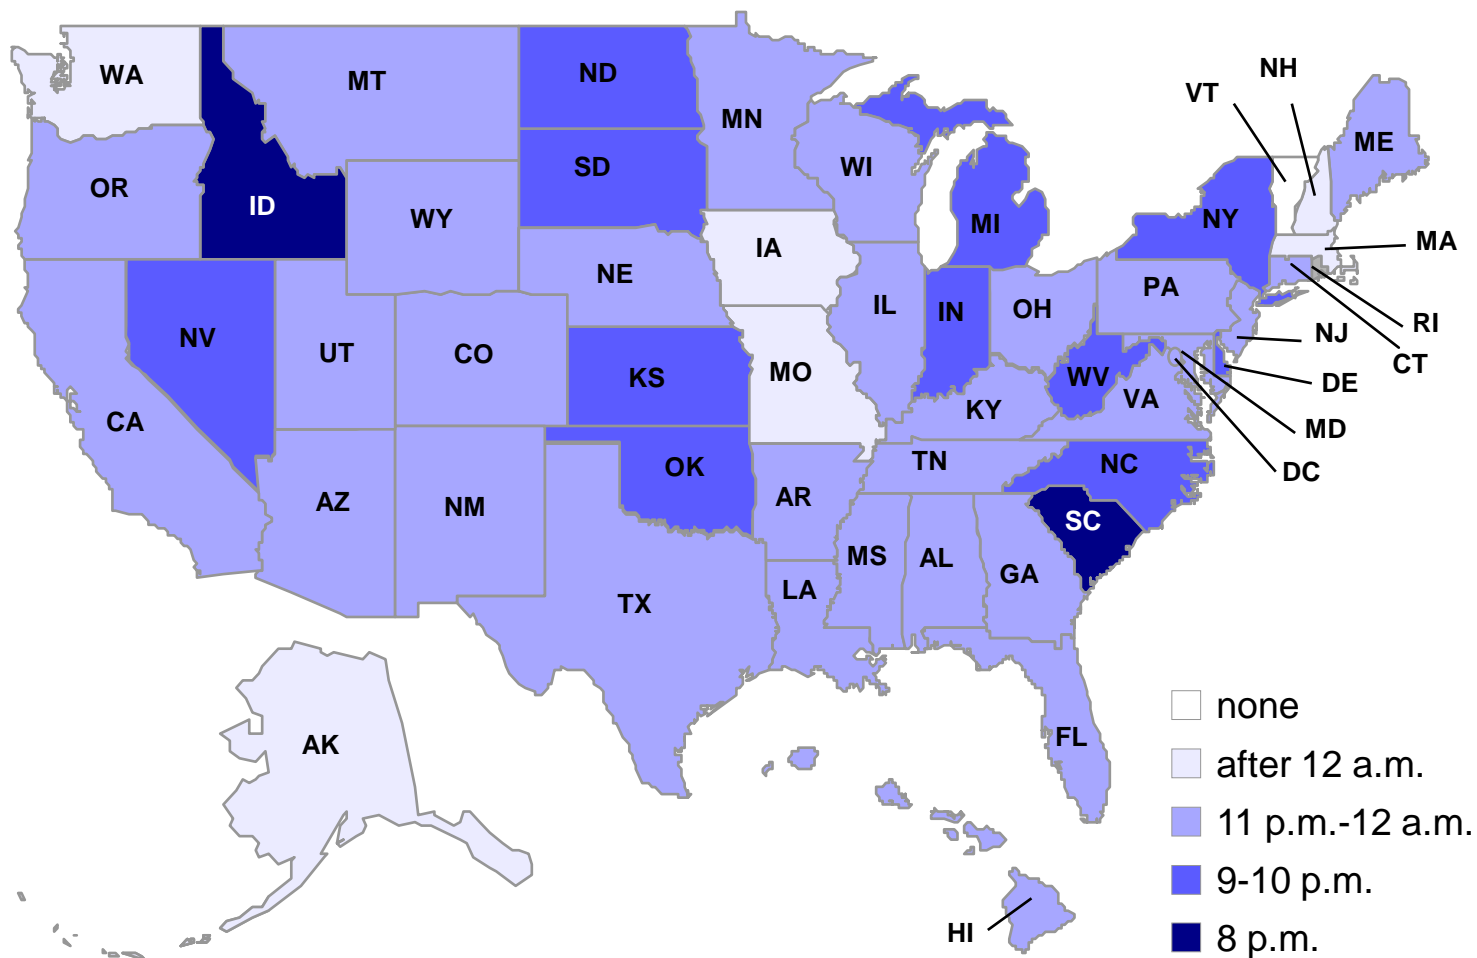 WA
MT
ND
MN
NH
VT
ME
OR
ID
WY
SD
WI
MI
NY
MA
IA
NE
IL
IN
OH
PA
RI
NJ
CT
NV
UT
CO
KS
MO
KY
WV
VA
DE
MD
DC
CA
AZ
NM
OK
AR
TN
NC
SC
TX
LA
MS
AL
GA
FL
AK
HI
none
after 12 a.m.
11 p.m.-12 a.m.
9-10 p.m.
8 p.m.